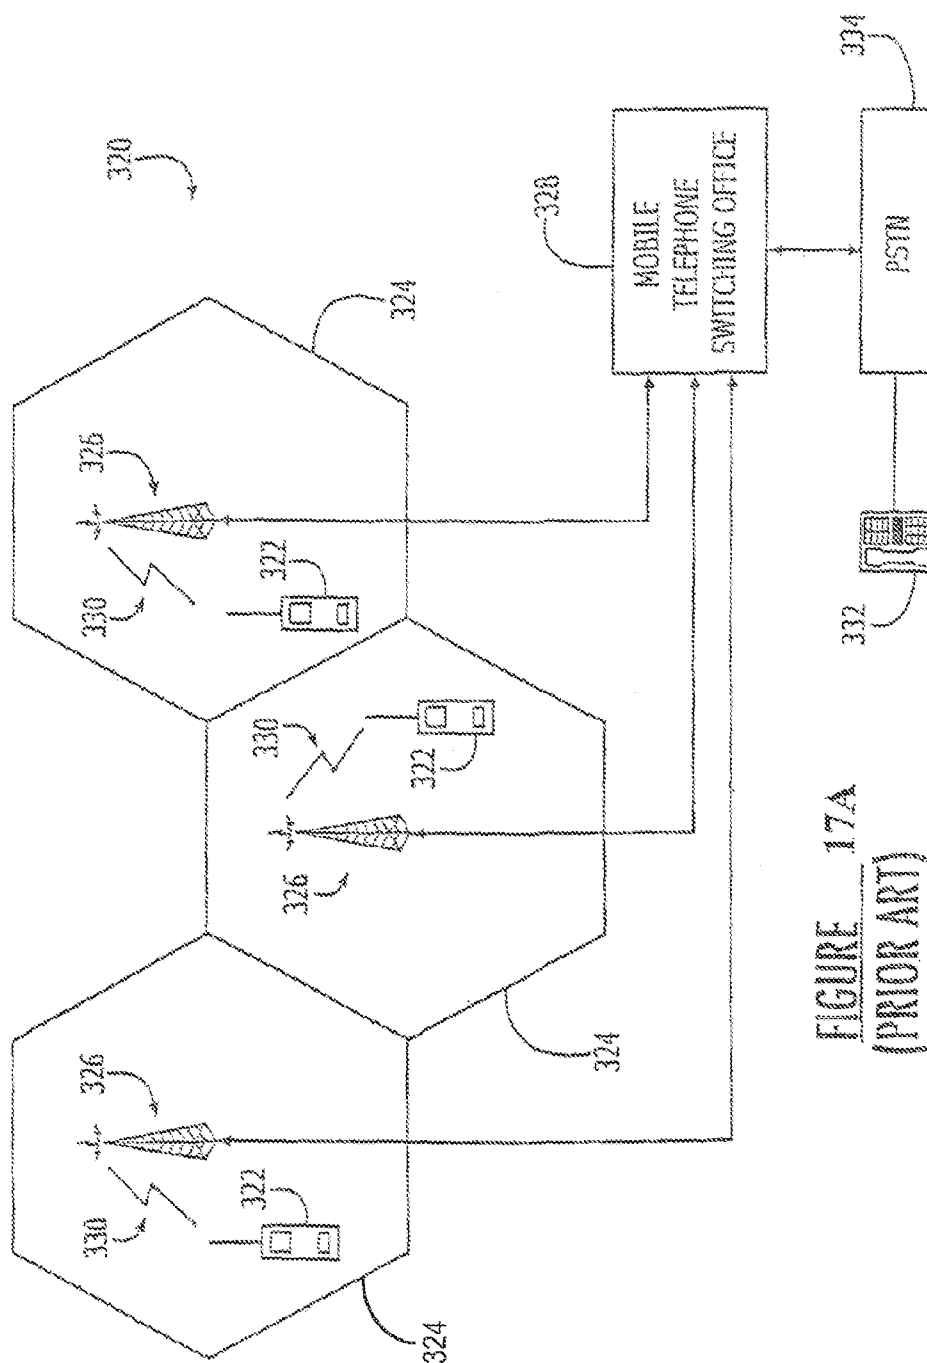 320
324
326
330
322
330
322
326
324
326
330
322
324
328
MOBILE
TELEPHONE
SWITCHING OFFICE
334
PSTN
332
FIGURE 17A
(PRIOR ART)